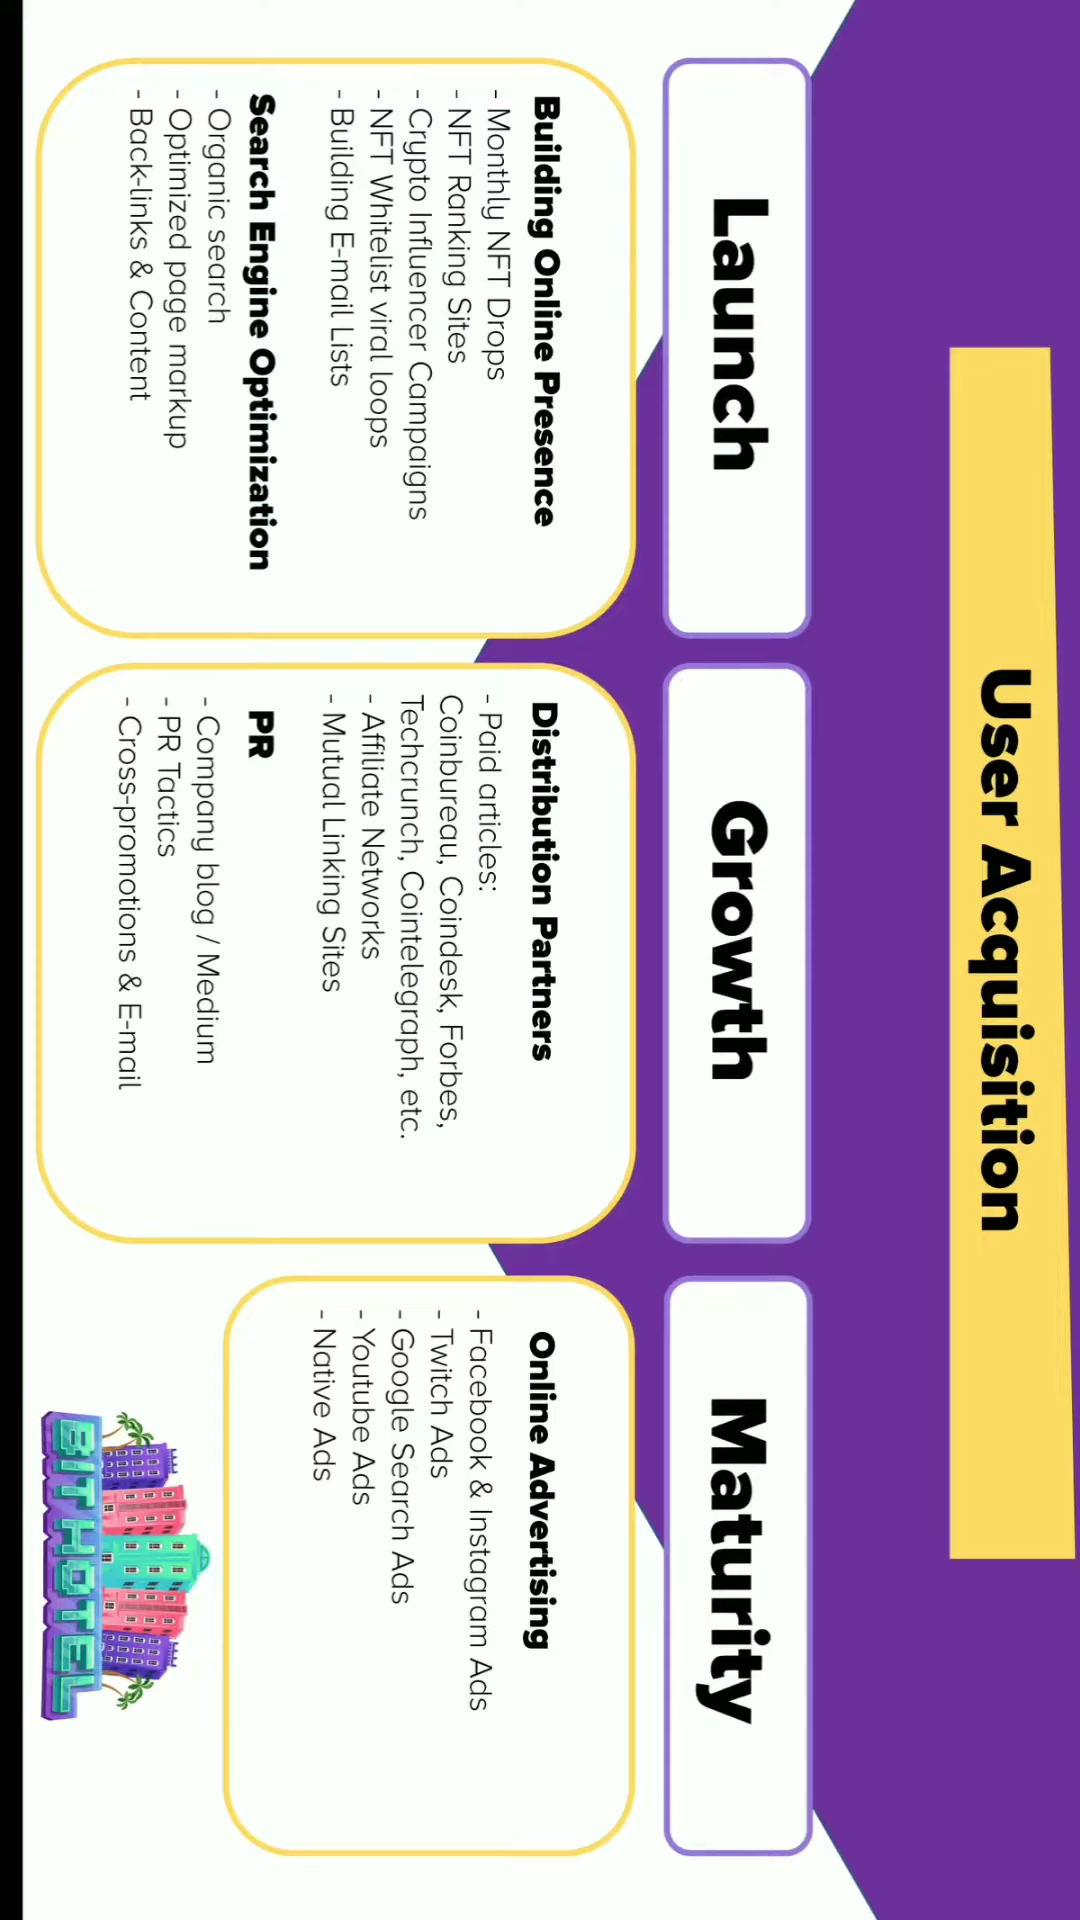 User Acquisition
Launch
Building Online Presence
- Monthly NFT Drops
- NFT Ranking Sites
- Crypto Influencer Campaigns
- NFT Whitelist viral loops
- Building E-mail Lists
Search Engine Optimization
- Organic search
- Optimized page markup
- Back-links & Content
Growth
Distribution Partners
- Paid articles:
Coinbureau, Coindesk, Forbes,
Techcrunch, Cointelegraph, etc.
- Affiliate Networks
- Mutual Linking Sites
PR
- Company blog / Medium
- PR Tactics
- Cross-promotions & E-mail
Maturity
Online Advertising
- Facebook & Instagram Ads
- Twitch Ads
- Google Search Ads
- Youtube Ads
- Native Ads
BIT HOTEL